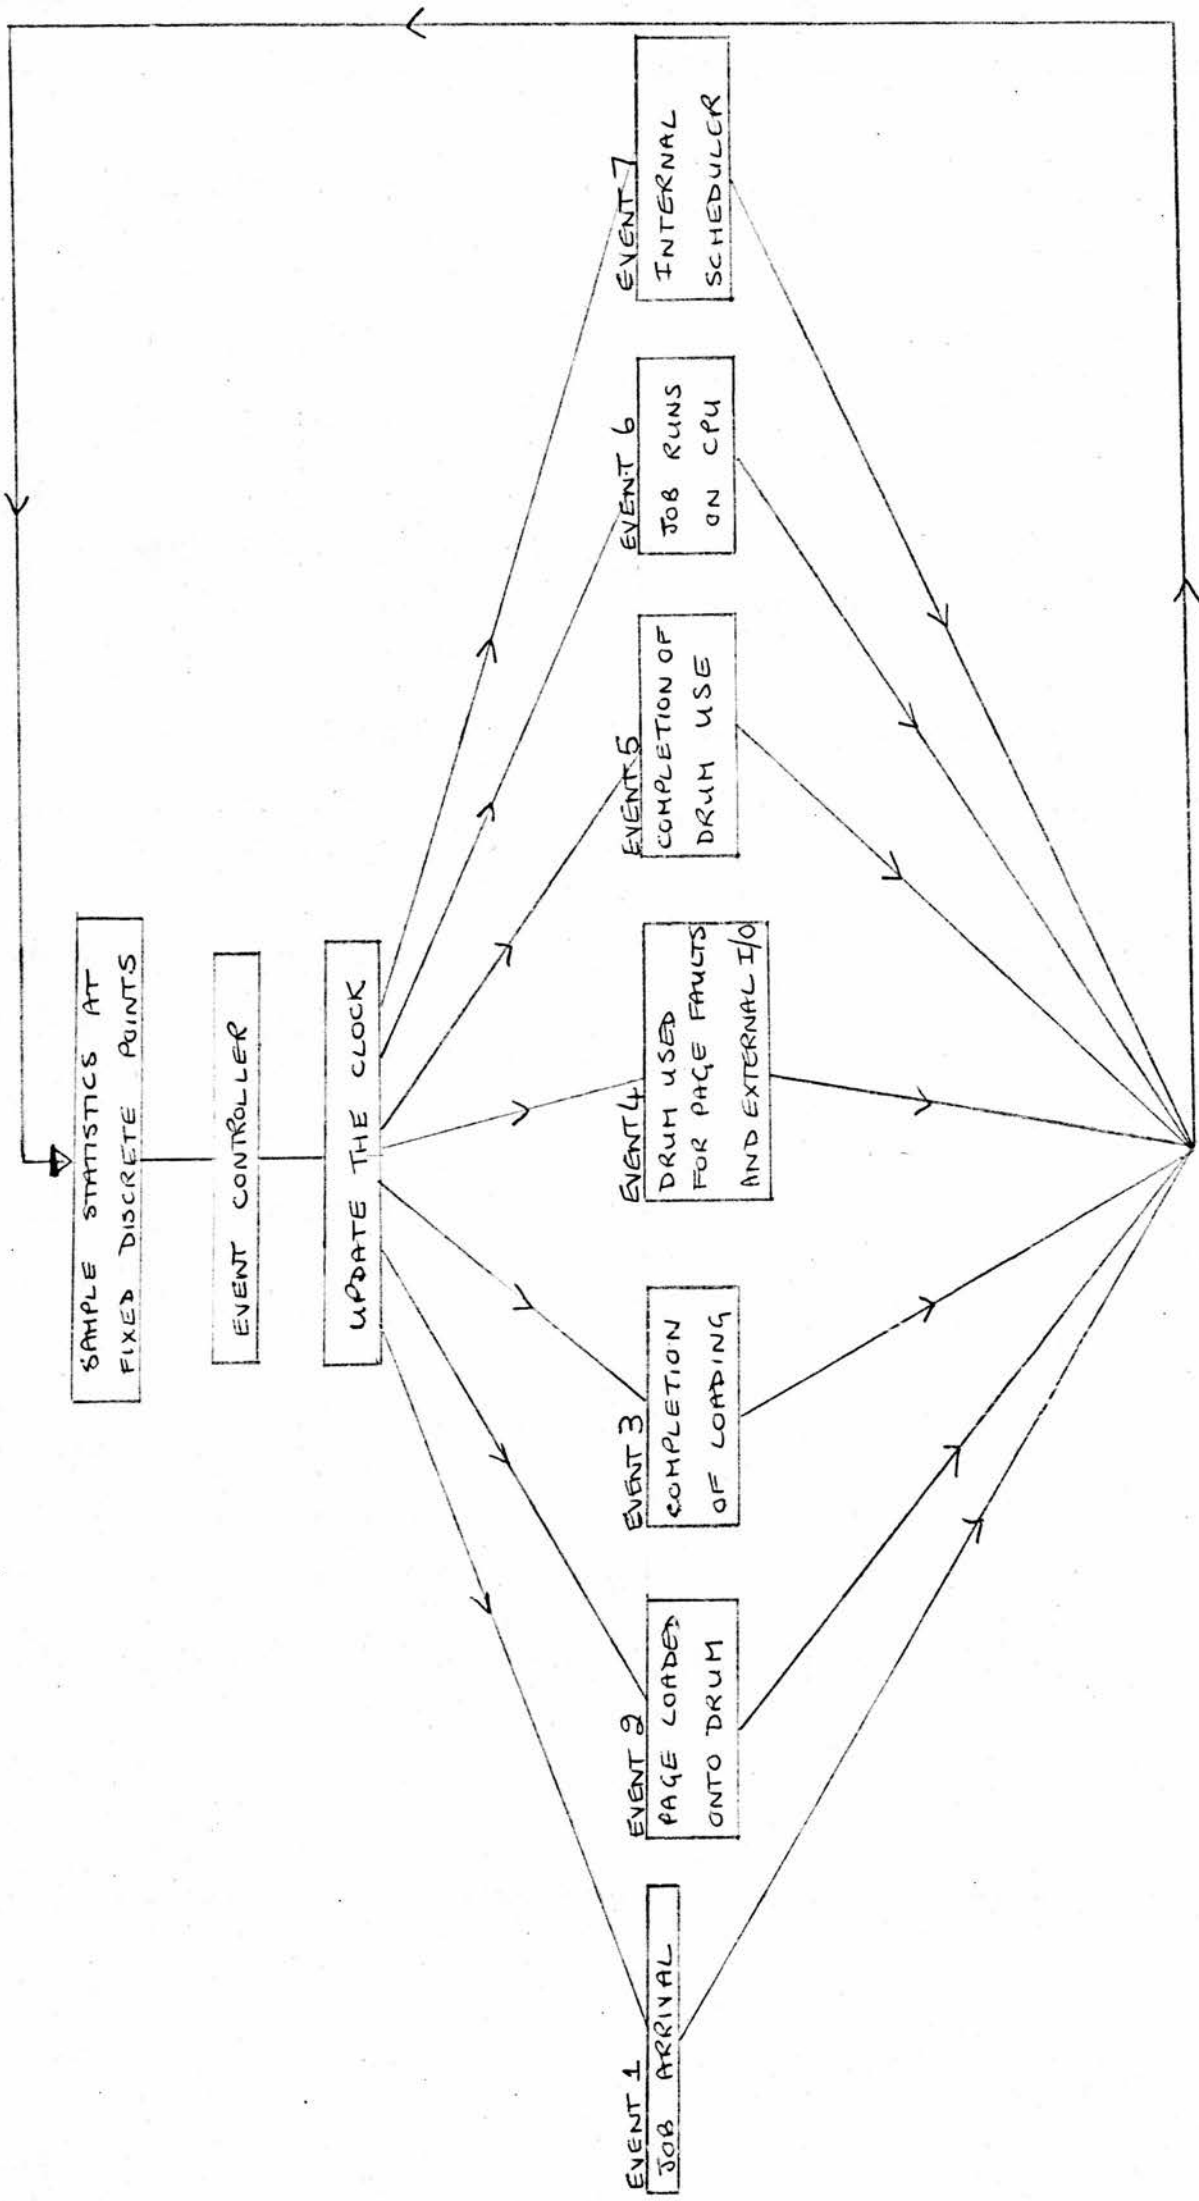 SAMPLE STATISTICS AT
FIXED DISCRETE POINTS
EVENT CONTROLLER
UPDATE THE CLOCK
EVENT 1
JOB ARRIVAL
EVENT 2
PAGE LOADED
ONTO DRUM
EVENT 3
COMPLETION
OF LOADING
EVENT 4
DRUM USED
FOR PAGE FAULTS
AND EXTERNAL I/O
EVENT 5
COMPLETION OF
DRUM USE
EVENT 6
JOB RUNS
ON CPU
EVENT 7
INTERNAL
SCHEDULER